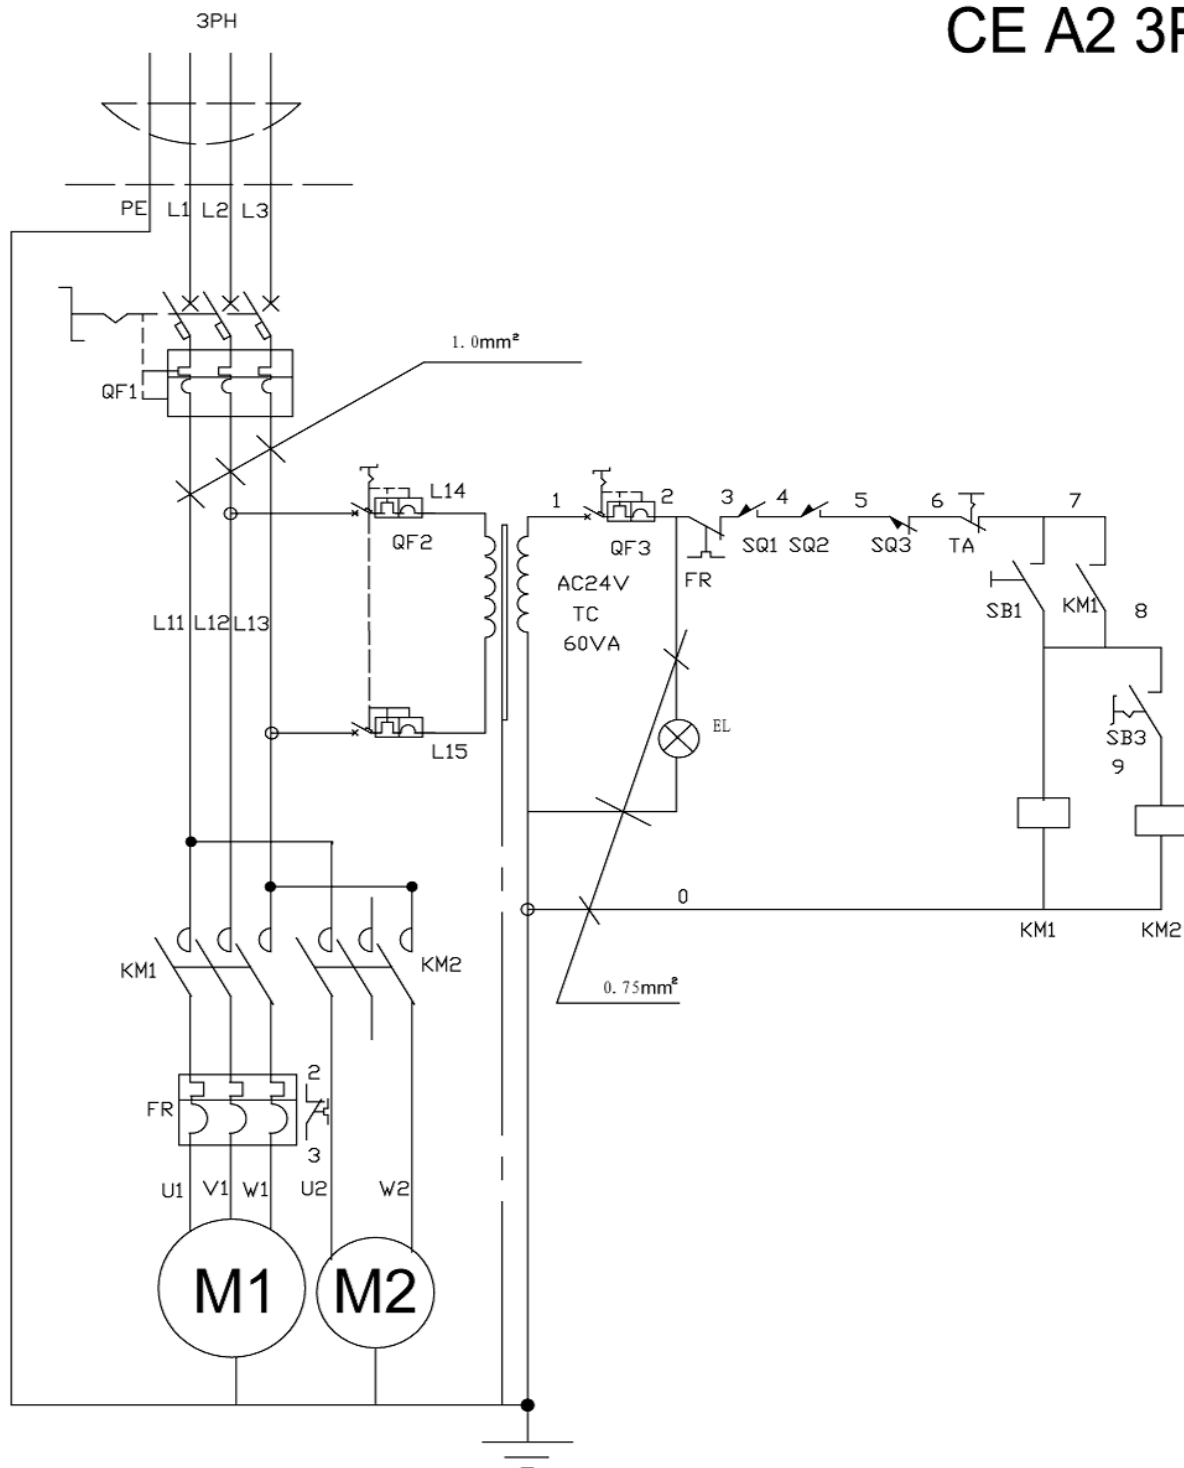 3PH
CE A2 3P
PE L1 L2 L3
1.0mm²
QF1
L14
1 2 3 4 5 6 7
QF2
QF3
SQ1 SQ2 SQ3 TA
FR
AC24V
TC
60VA
SB1
KM1
8
L11 L12 L13
EL
SB3
9
L15
0
KM1
KM2
KM1
KM2
0.75mm²
2
FR
3
U1 V1 W1 U2 W2
M1 M2